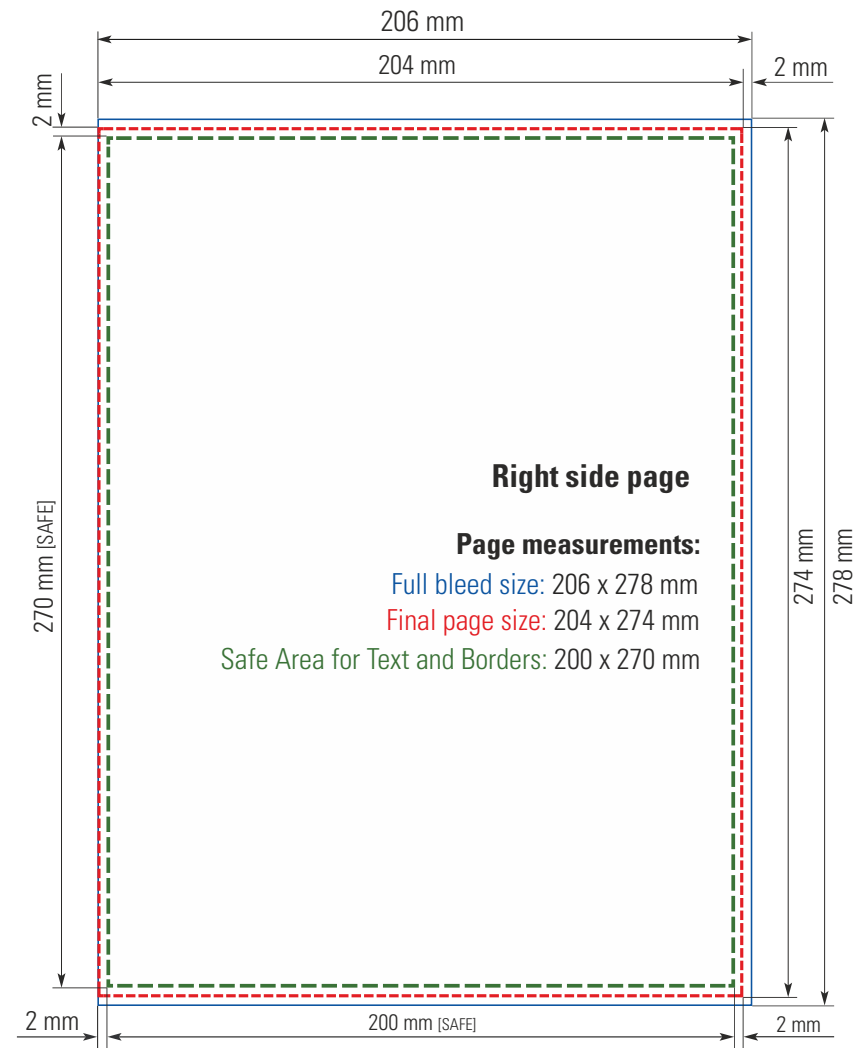 206 mm
204 mm
2 mm
2 mm
270 mm [SAFE]
Right side page
Page measurements:
Full bleed size: 206 x 278 mm
Final page size: 204 x 274 mm
Safe Area for Text and Borders: 200 x 270 mm
274 mm
278 mm
2 mm
200 mm [SAFE]
2 mm